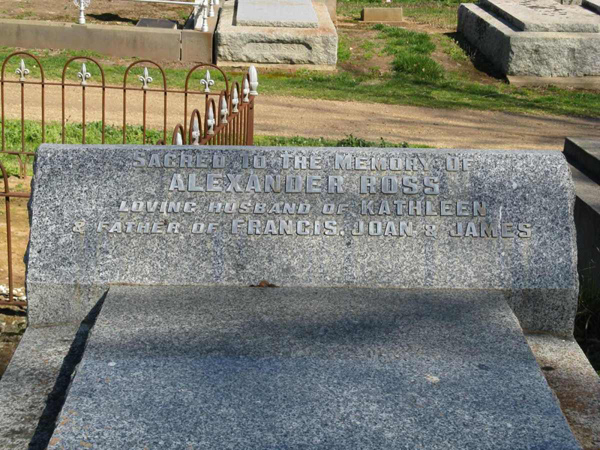 SACRED TO THE MEMORY OF
ALEXANDER ROSS
LOVING HUSBAND OF KATHLEEN
& FATHER OF FRANCIS, JOAN & JAMES